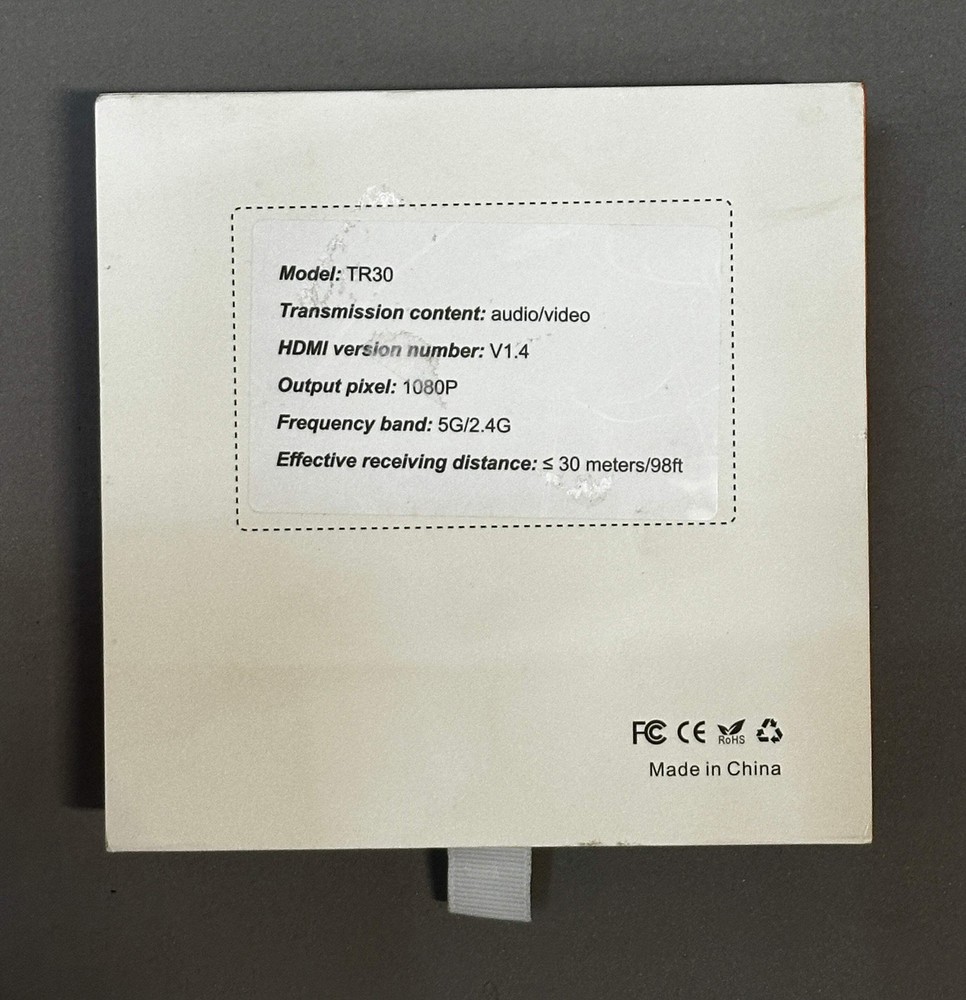 Model: TR30
Transmission content: audio/video
HDMI version number: V1.4
Output pixel: 1080P
Frequency band: 5G/2.4G
Effective receiving distance: ≤ 30 meters/98ft
FC CE RoHS
Made in China